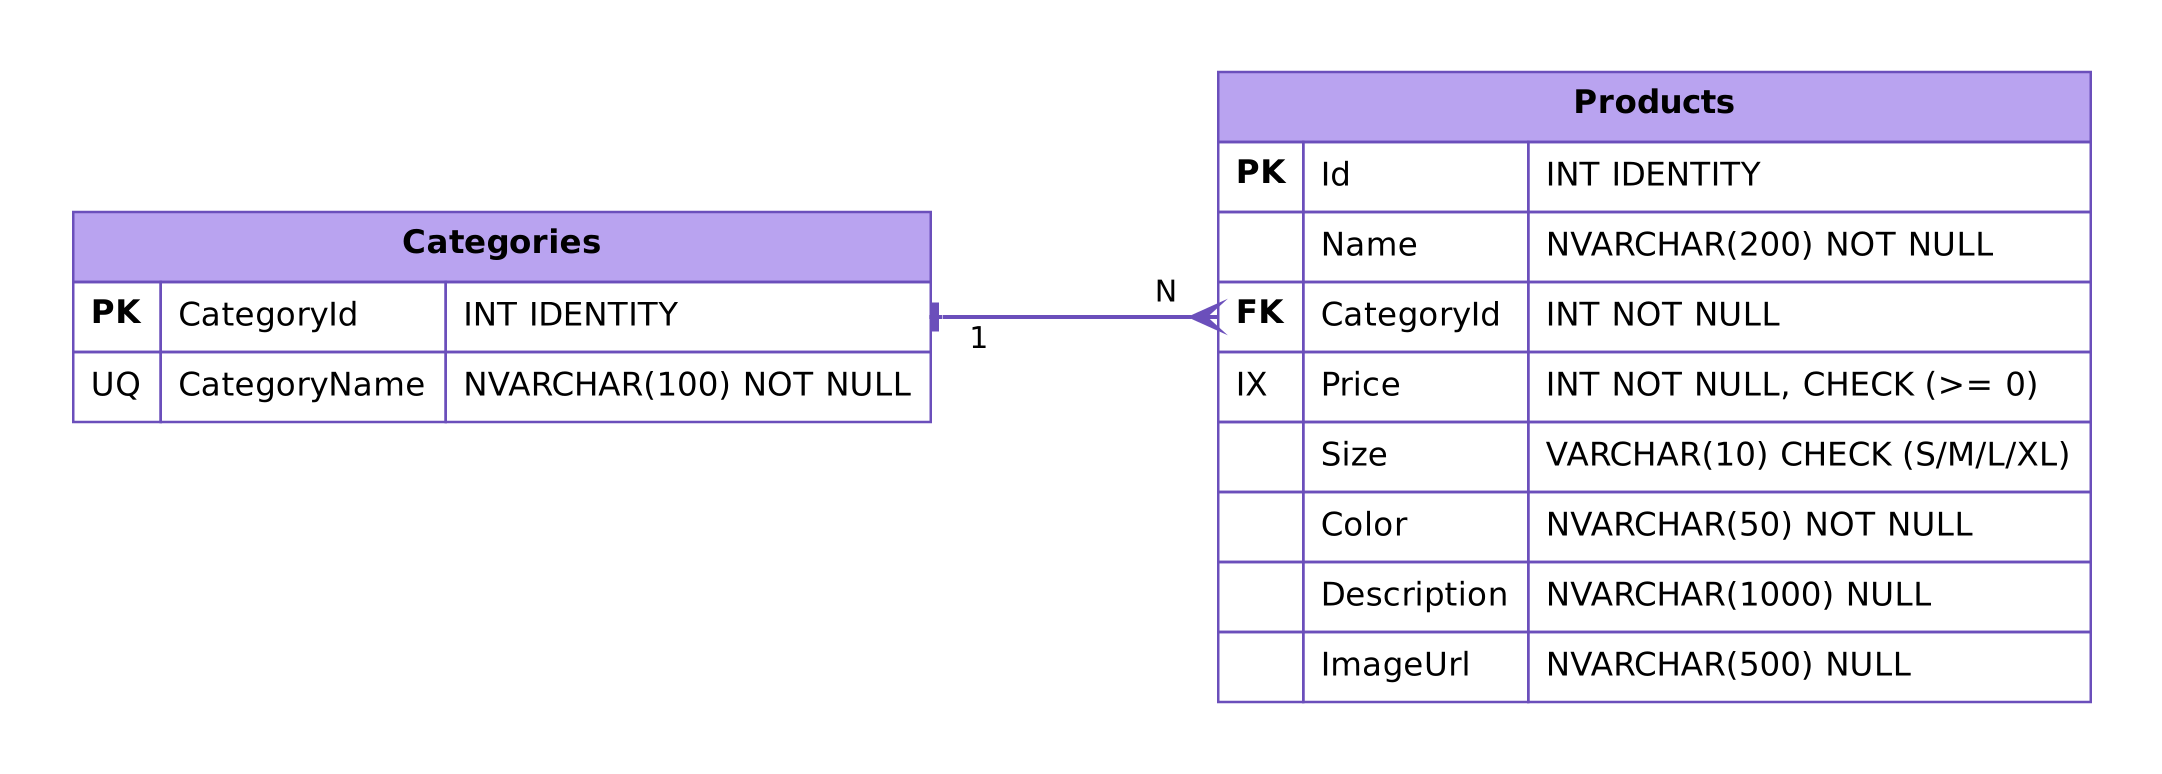 Categories
PK CategoryId INT IDENTITY
UQ CategoryName NVARCHAR(100) NOT NULL
1
N
Products
PK Id INT IDENTITY
Name NVARCHAR(200) NOT NULL
FK CategoryId INT NOT NULL
IX Price INT NOT NULL, CHECK (>= 0)
Size VARCHAR(10) CHECK (S/M/L/XL)
Color NVARCHAR(50) NOT NULL
Description NVARCHAR(1000) NULL
ImageUrl NVARCHAR(500) NULL